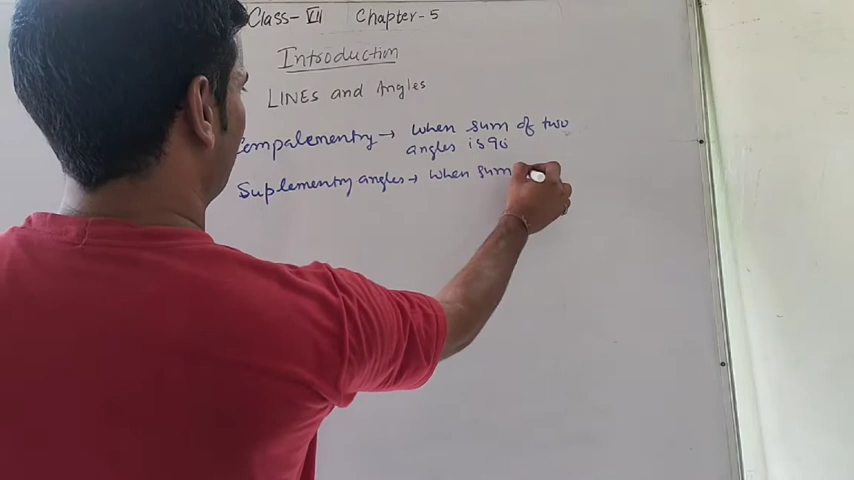 Class-VII Chapter-5
Introduction
LINES and Angles
Compalementry → When sum of two
angles is 90°
Suplementry angles → when sum